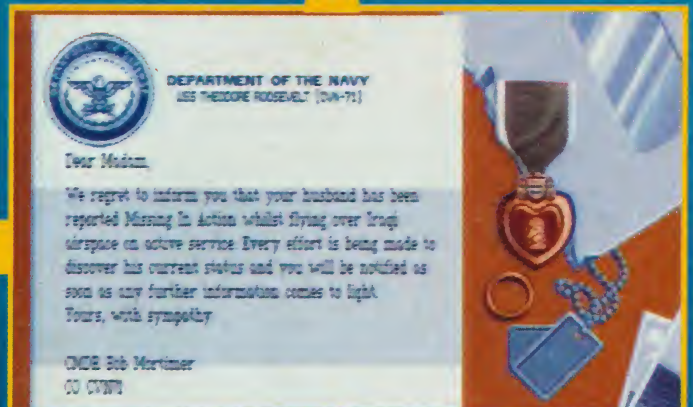 DEPARTMENT OF THE NAVY
USS THEODORE ROOSEVELT [CVN-71]
Dear Madam,
We regret to inform you that your husband has been
reported Missing In Action whilst flying over Iraqi
airspace on active service. Every effort is being made to
discover his current status and you will be notified as
soon as any further information comes to light.
Yours, with sympathy
CMDR Bob Mortimer
CO CVN71